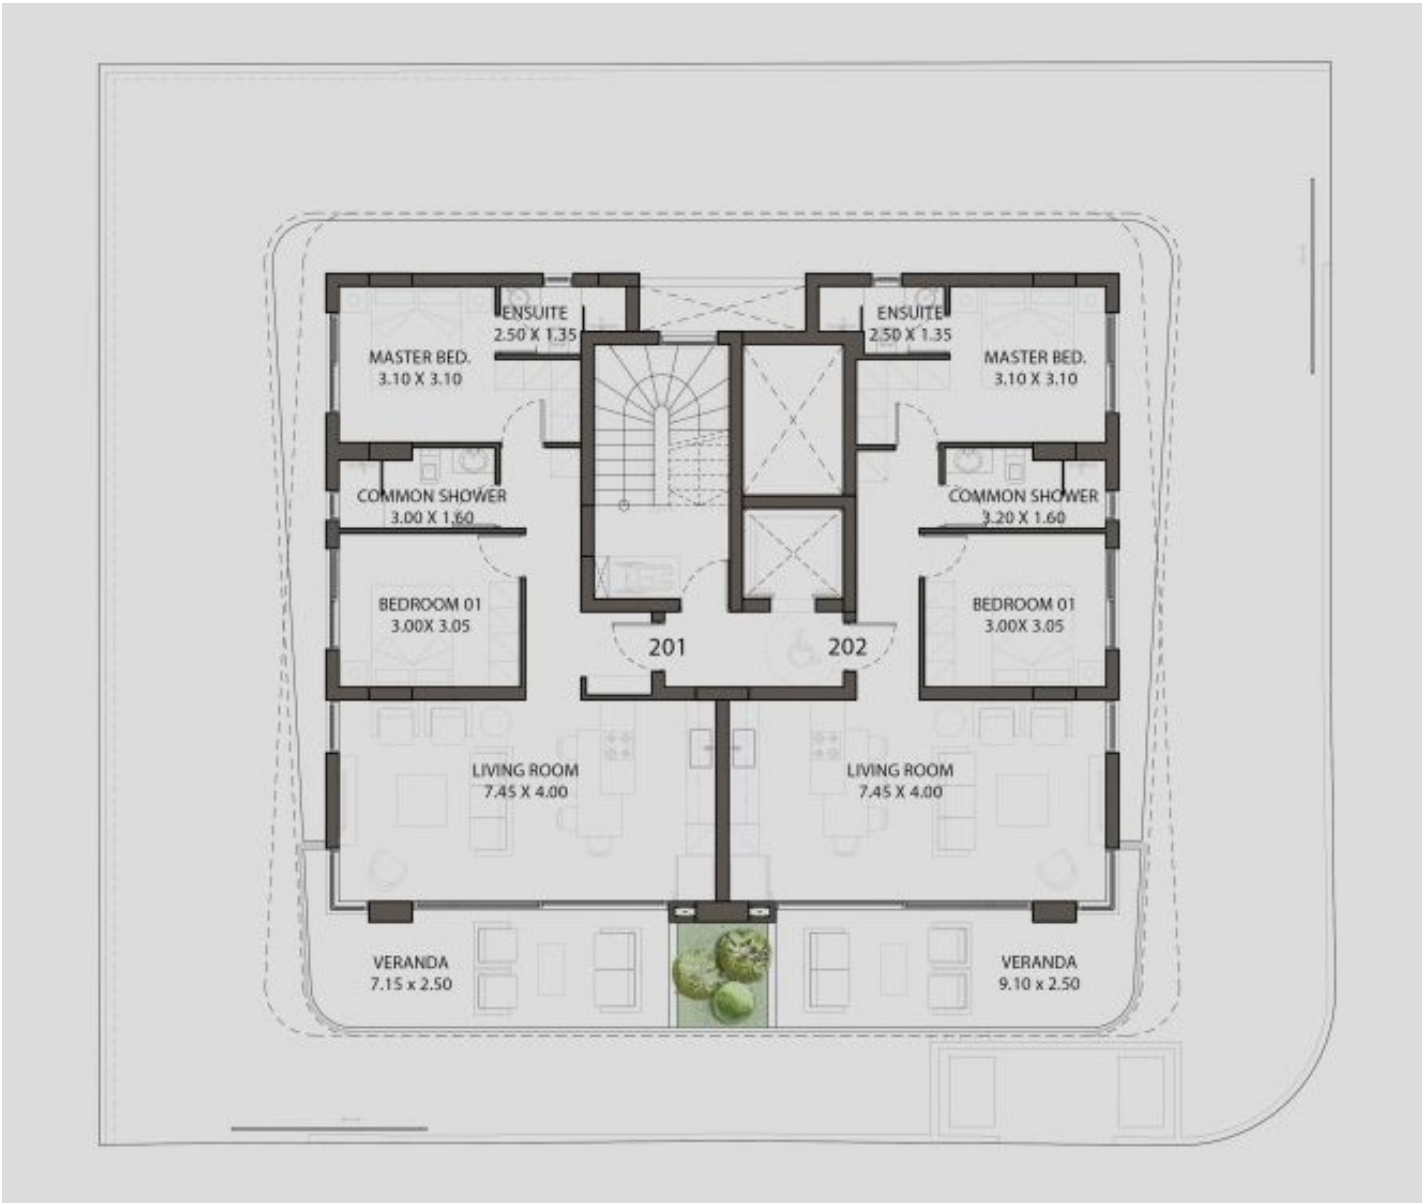 ENSUITE
2.50 X 1.35
ENSUITE
2.50 X 1.35
MASTER BED.
3.10 X 3.10
MASTER BED.
3.10 X 3.10
COMMON SHOWER
3.00 X 1.60
COMMON SHOWER
3.20 X 1.60
BEDROOM 01
3.00X 3.05
BEDROOM 01
3.00X 3.05
201
202
LIVING ROOM
7.45 X 4.00
LIVING ROOM
7.45 X 4.00
VERANDA
7.15 x 2.50
VERANDA
9.10 x 2.50